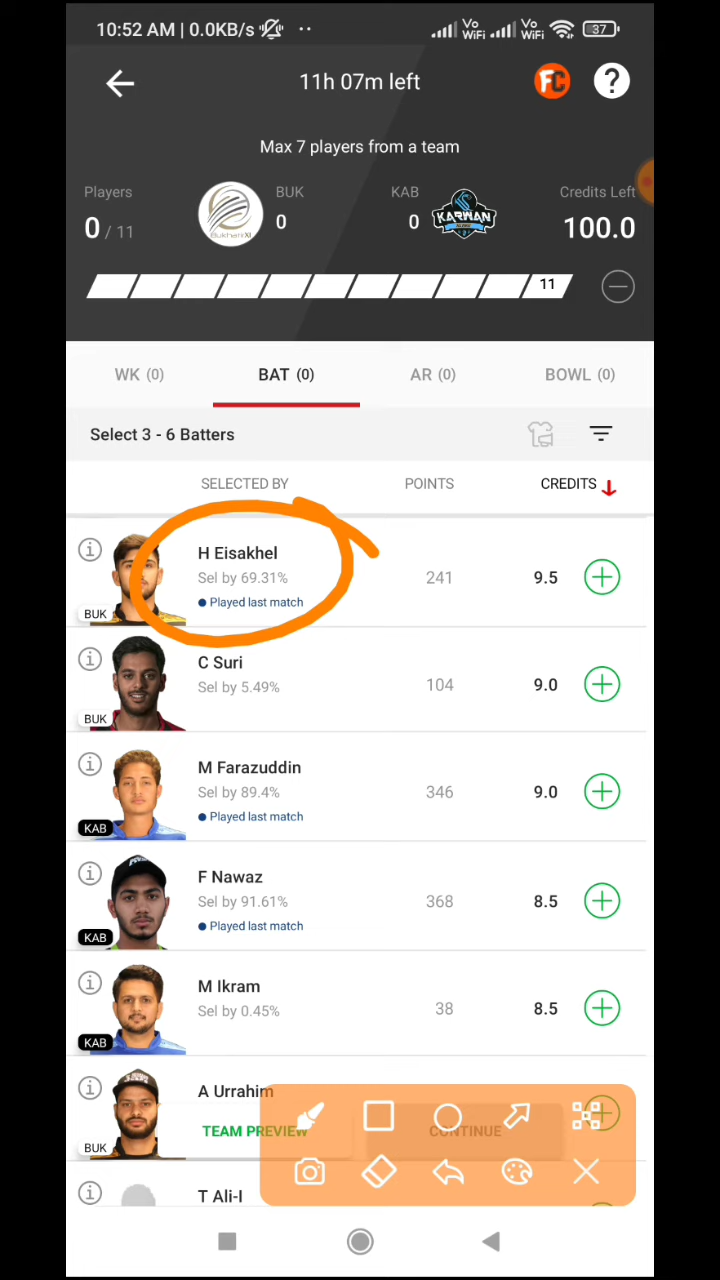 10:52 AM | 0.0KB/s
Vo WiFi Vo WiFi 37
11h 07m left
FC ?
Max 7 players from a team
Players BUK KAB Credits Left
0 / 11 0 0 100.0
BukhariXI
KARWAN
11
WK (0) BAT (0) AR (0) BOWL (0)
Select 3 - 6 Batters
SELECTED BY POINTS CREDITS
H Eisakhel
Sel by 69.31% 241 9.5
Played last match
BUK
C Suri
Sel by 5.49% 104 9.0
BUK
M Farazuddin
Sel by 89.4% 346 9.0
Played last match
KAB
F Nawaz
Sel by 91.61% 368 8.5
Played last match
KAB
M Ikram
Sel by 0.45% 38 8.5
KAB
A Urrahim
TEAM PREVIEW CONTINUE
BUK
T Ali-I